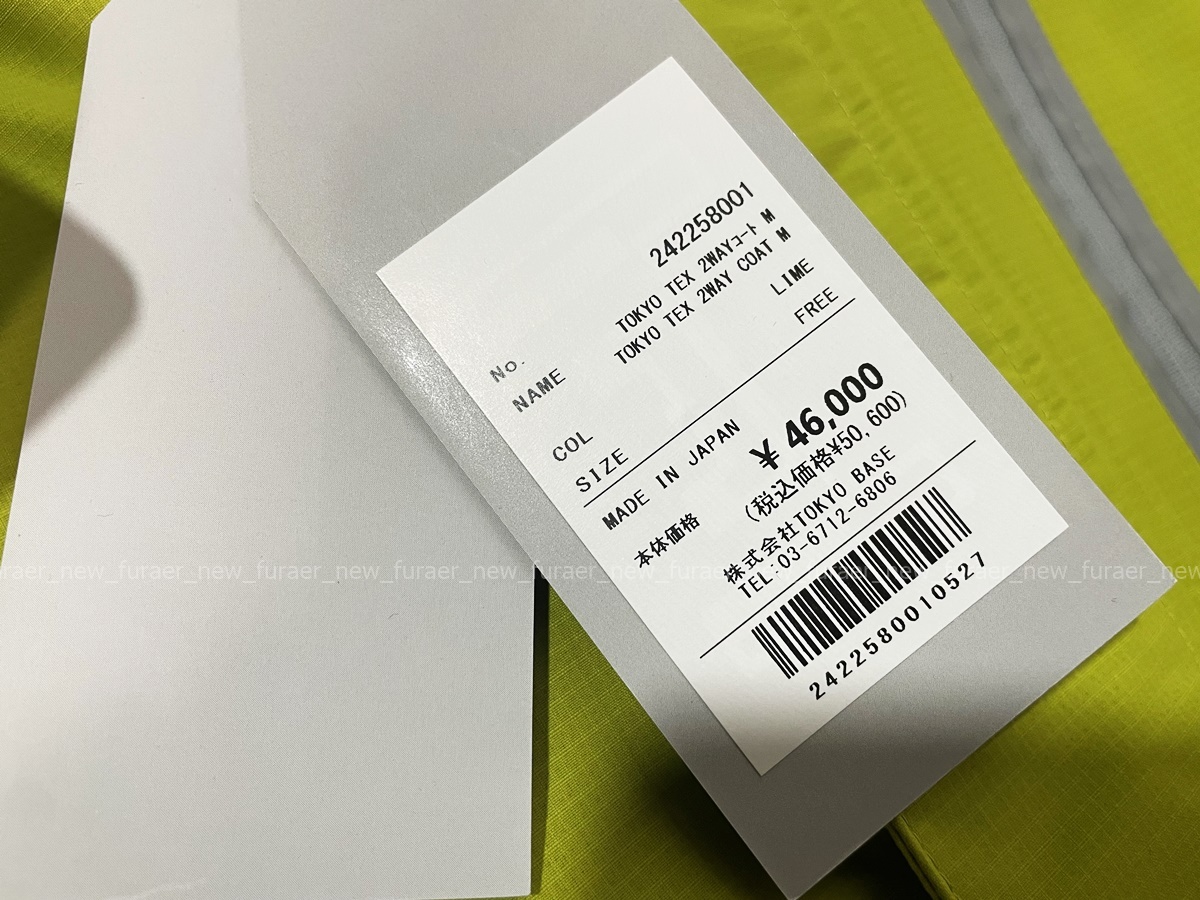 No. 242258001
NAME TOKYO TEX 2WAYコート M
TOKYO TEX 2WAY COAT M
COL LIME
SIZE FREE
MADE IN JAPAN
本体価格 ¥ 46,000
(税込価格¥50,600)
株式会社TOKYO BASE
TEL:03-6712-6806
2422580010527
furaer_new_furaer_new_furaer_new_furaer_new_furaer_new_furaer_new_furaer_new